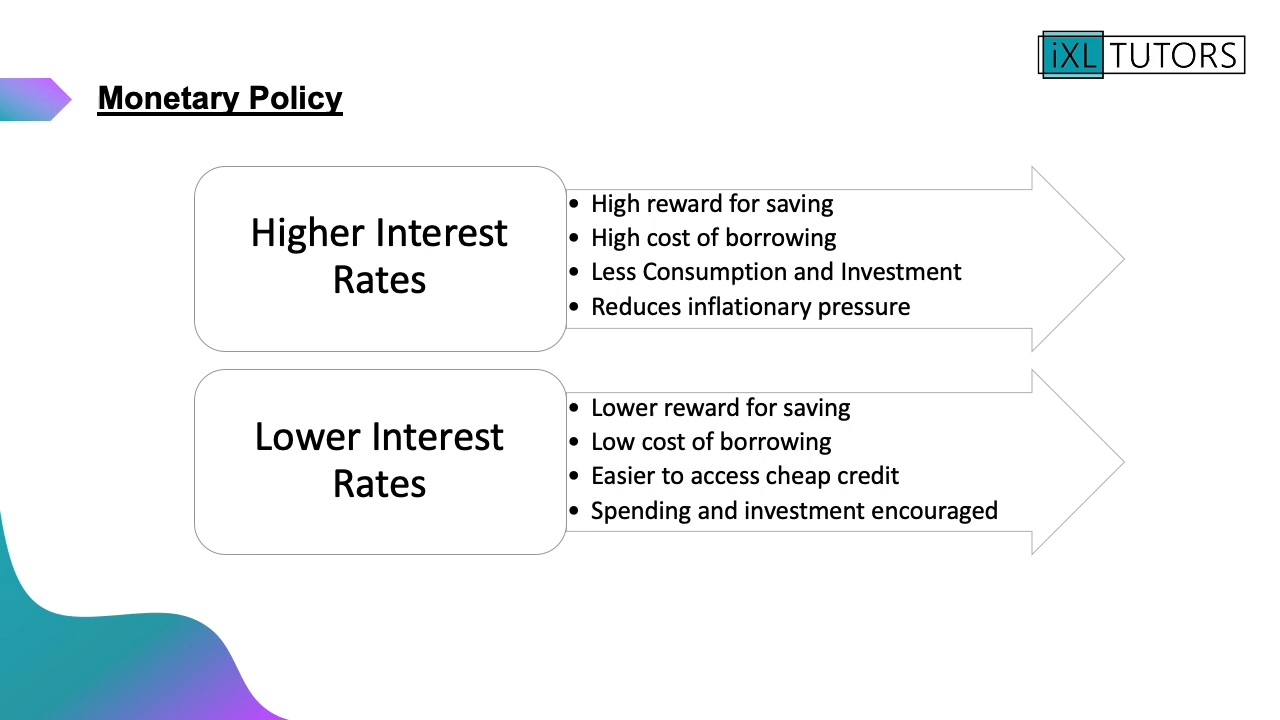 iXL TUTORS
Monetary Policy
Higher Interest
Rates
• High reward for saving
• High cost of borrowing
• Less Consumption and Investment
• Reduces inflationary pressure
Lower Interest
Rates
• Lower reward for saving
• Low cost of borrowing
• Easier to access cheap credit
• Spending and investment encouraged